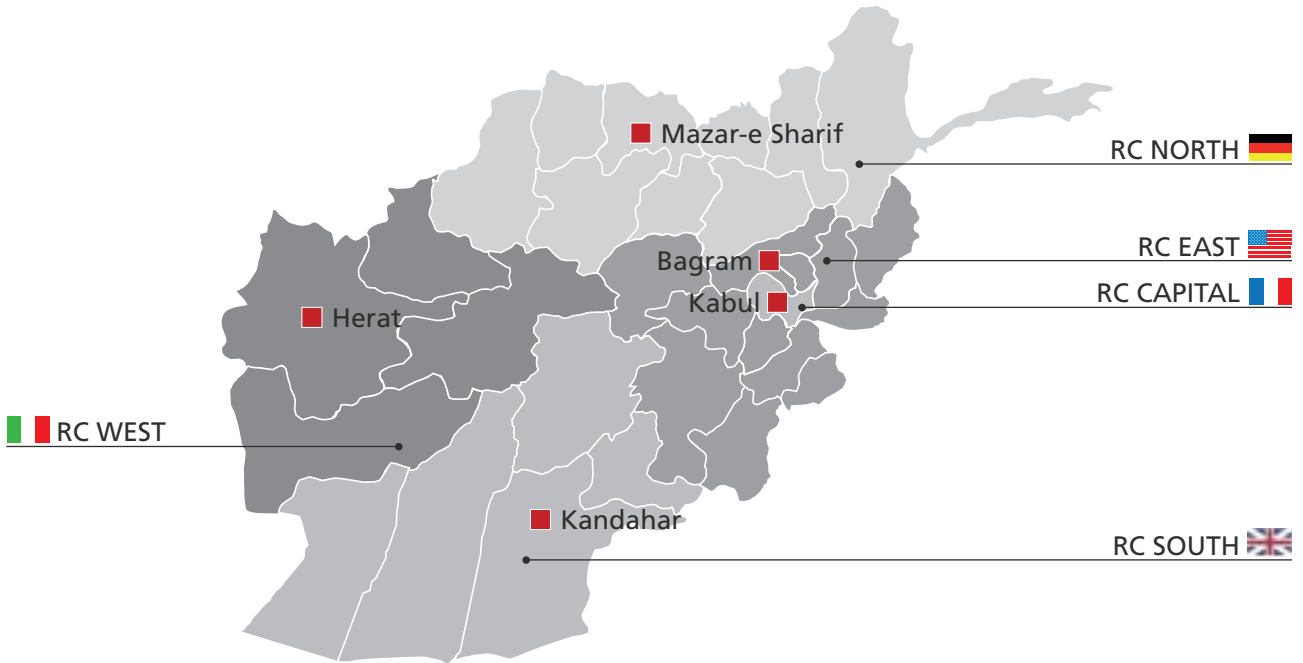 Mazar-e Sharif
RC NORTH
RC EAST
Bagram
RC CAPITAL
Kabul
Herat
RC WEST
Kandahar
RC SOUTH